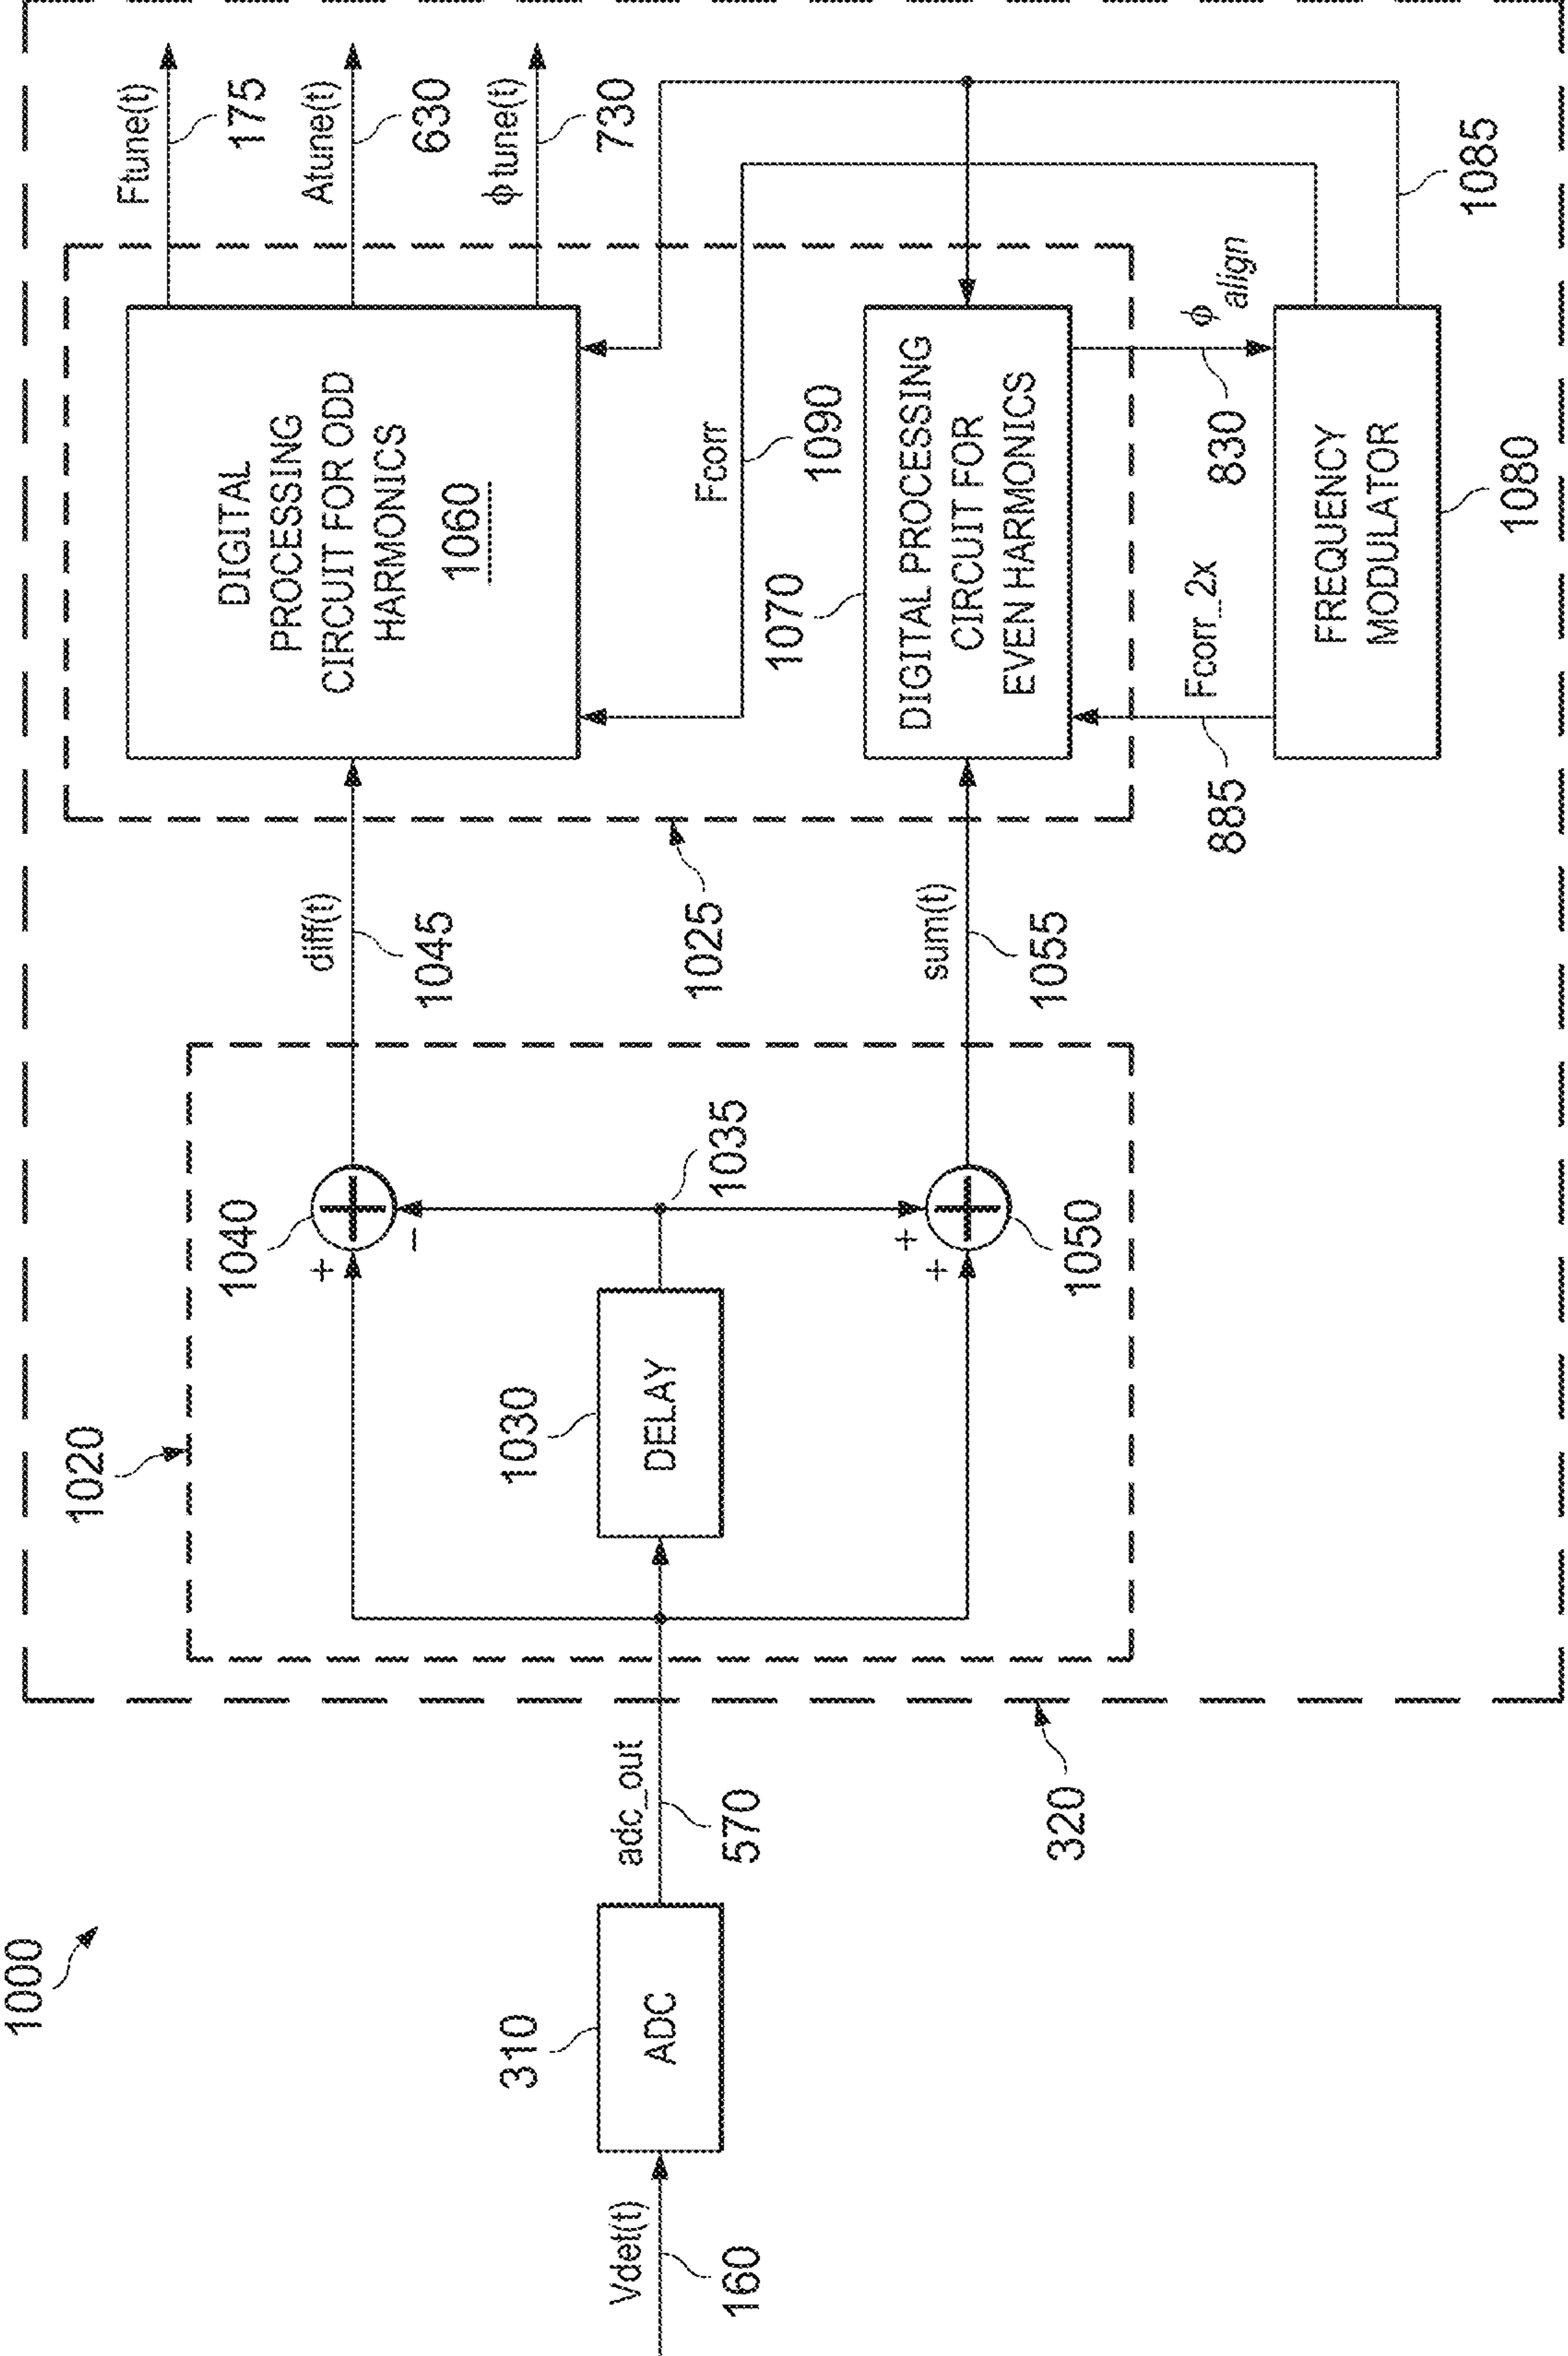 1000
Vdet(t)
160
310
ADC
adc_out
570
320
1020
1030
DELAY
1035
1040
+
−
1050
+
+
diff(t)
1045
sum(t)
1055
1025
DIGITAL
PROCESSING
CIRCUIT FOR ODD
HARMONICS
1060
Ftune(t)
175
Atune(t)
630
ϕtune(t)
730
Fcorr
1090
1070
DIGITAL PROCESSING
CIRCUIT FOR
EVEN HARMONICS
Fcorr_2x
885
ϕalign
830
FREQUENCY
MODULATOR
1080
1085